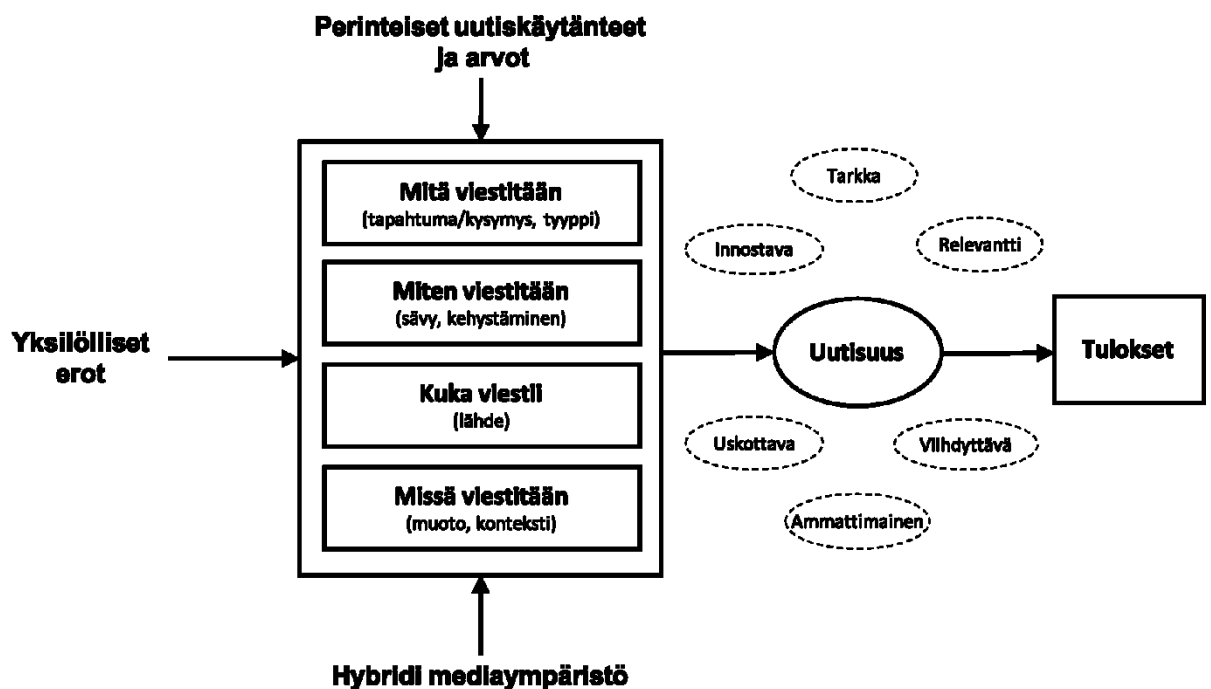 Perinteiset uutiskäytänteet
ja arvot
Mitä viestitään
(tapahtuma/kysymys, tyyppi)
Miten viestitään
(sävy, kehystäminen)
Kuka viestii
(lähde)
Missä viestitään
(muoto, konteksti)
Yksilölliset
erot
Hybridi mediaympäristö
Tarkka
Innostava
Relevantti
Uutisuus
Tulokset
Uskottava
Viihdyttävä
Ammattimainen